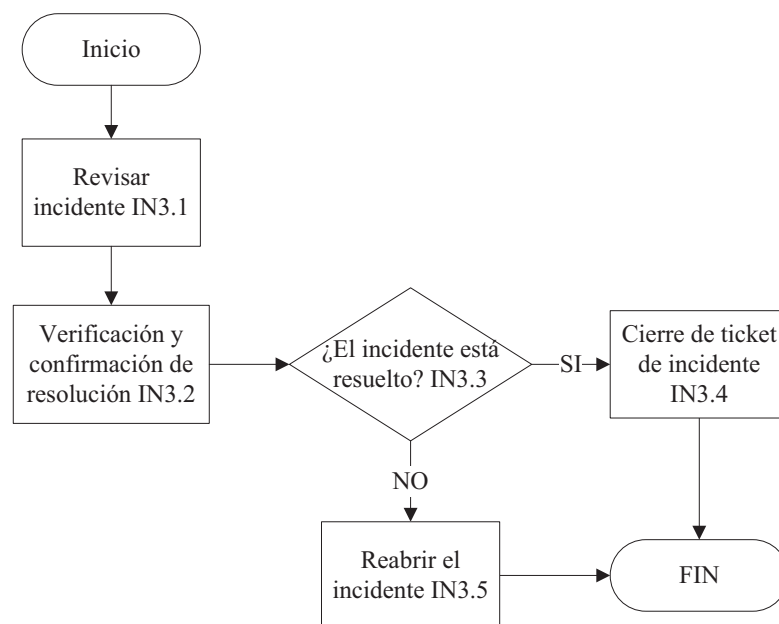 Inicio
Revisar
incidente IN3.1
Verificación y
confirmación de
resolución IN3.2
¿El incidente está
resuelto? IN3.3
SI
Cierre de ticket
de incidente
IN3.4
NO
Reabrir el
incidente IN3.5
FIN